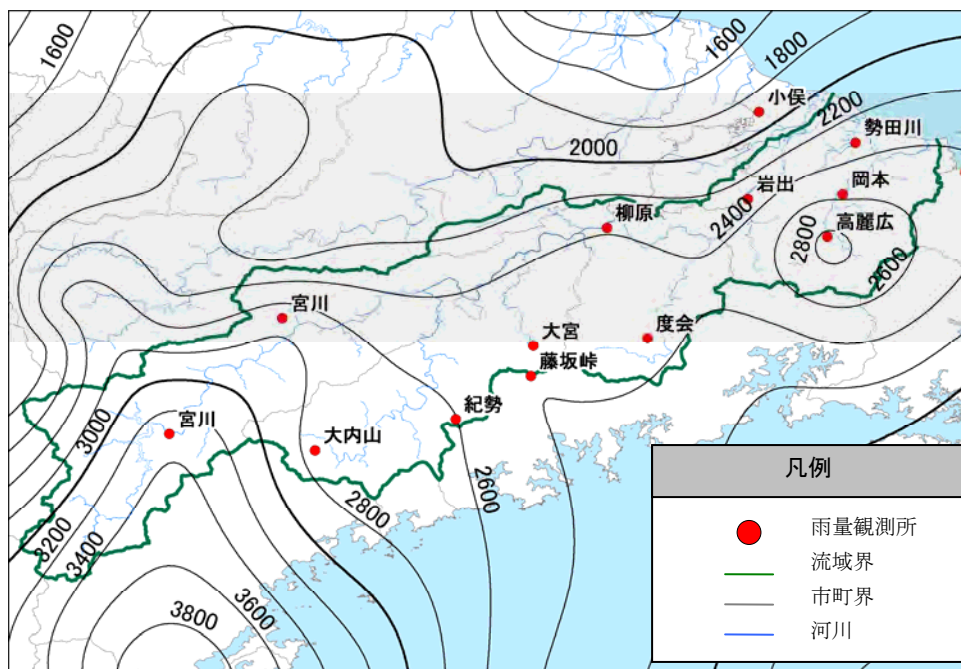 1600
1600
1800
小俣
2200
勢田川
2000
岩出
岡本
柳原
2400
高麗広
2800
2600
宮川
大宮
度会
藤坂峠
紀勢
3000
宮川
大内山
2600
2800
3200
3400
3600
3800
凡例
雨量観測所
流域界
市町界
河川